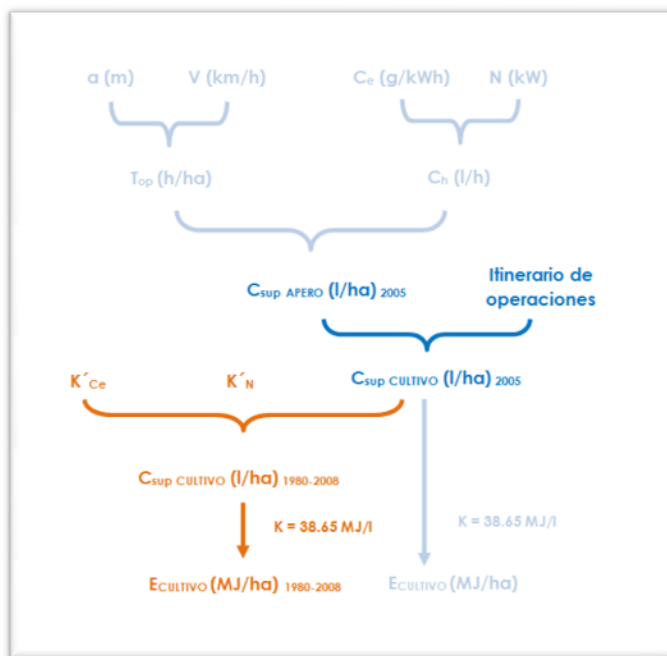 a (m) V (km/h) Ce (g/kWh) N (kW)
Top (h/ha) Ch (l/h)
Csup APERO (l/ha) 2005
Itinerario de
operaciones
K´Ce K´N Csup CULTIVO (l/ha) 2005
Csup CULTIVO (l/ha) 1980-2008
K = 38.65 MJ/l K = 38.65 MJ/l
ECULTIVO (MJ/ha) 1980-2008 ECULTIVO (MJ/ha)